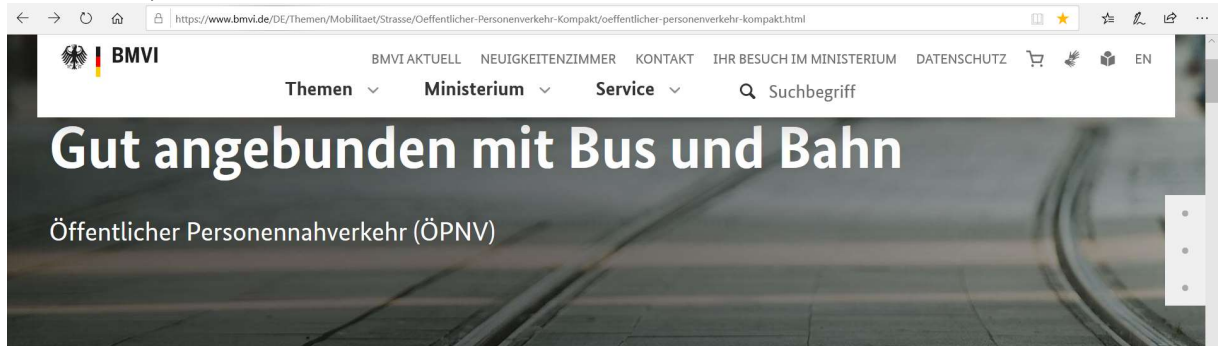 https://www.bmvi.de/DE/Themen/Mobilitaet/Strasse/Oeffentlicher-Personenverkehr-Kompakt/oeffentlicher-personenverkehr-kompakt.html
BMVI
BMVI AKTUELL NEUIGKEITENZIMMER KONTAKT IHR BESUCH IM MINISTERIUM DATENSCHUTZ EN
Themen Ministerium Service Suchbegriff
Gut angebunden mit Bus und Bahn
Öffentlicher Personennahverkehr (ÖPNV)